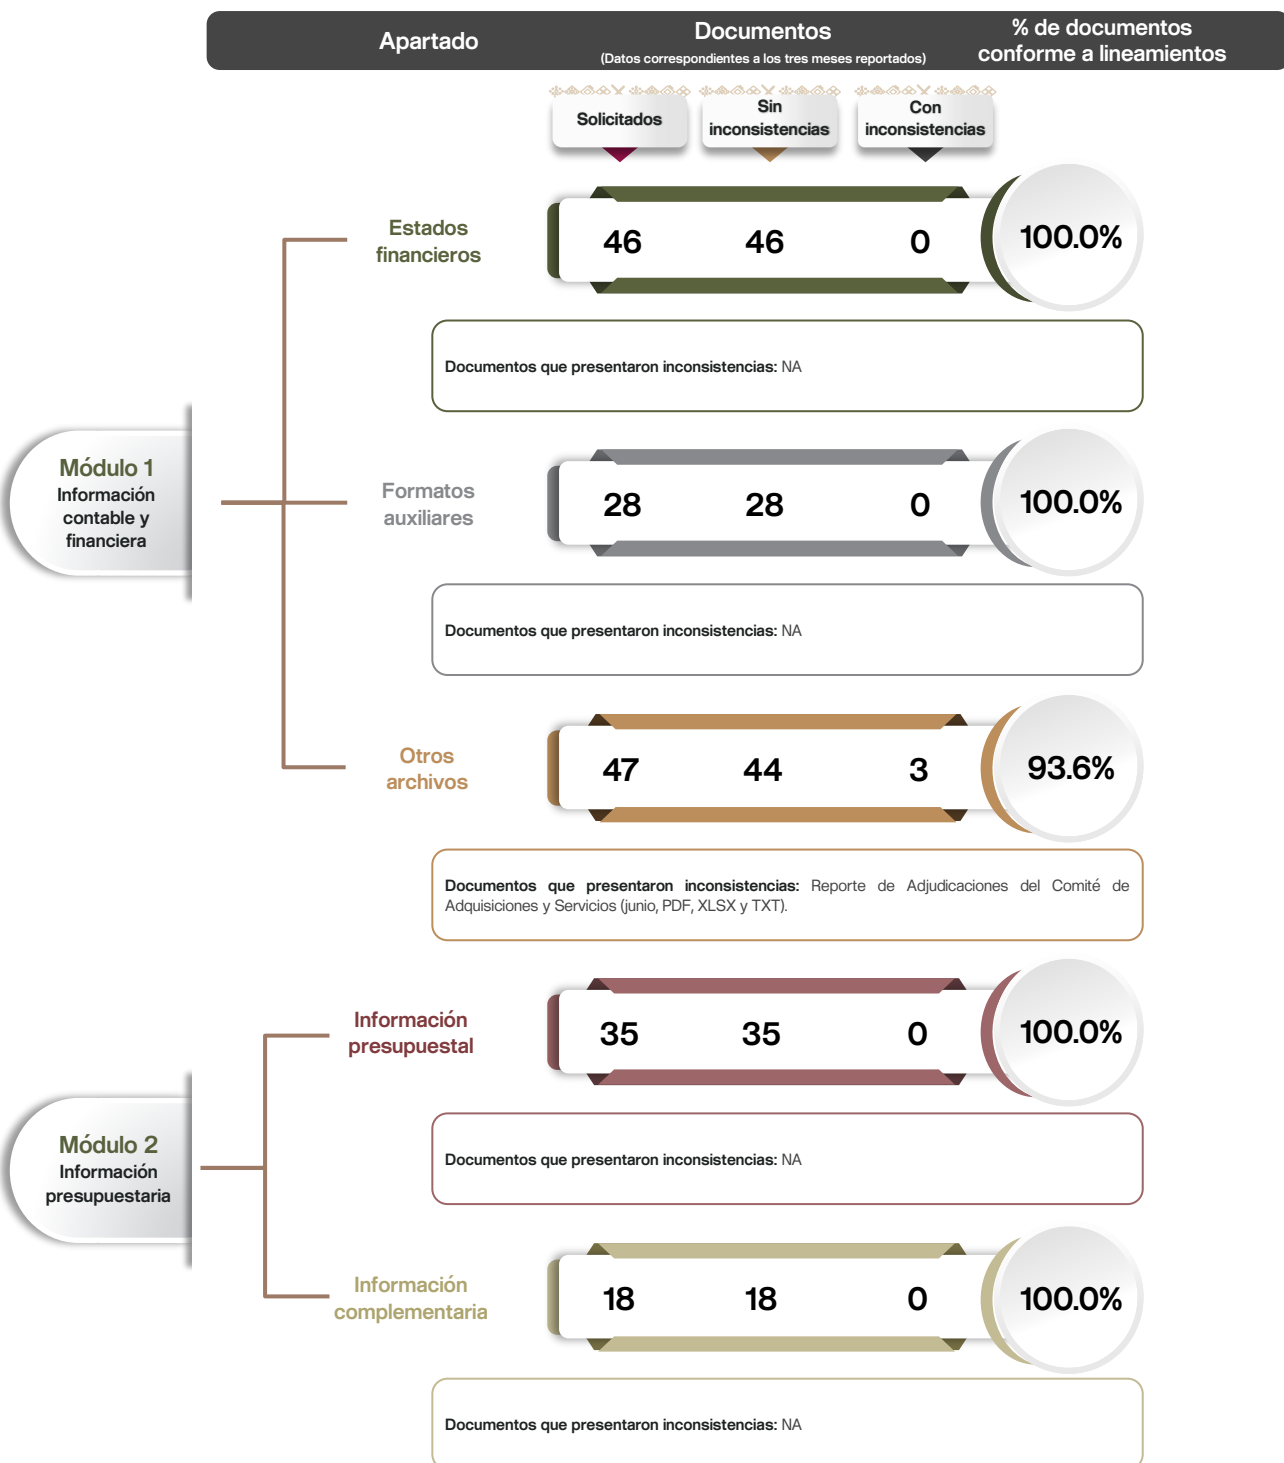 Apartado
Documentos
(Datos correspondientes a los tres meses reportados)
% de documentos
conforme a lineamientos
Solicitados
Sin
inconsistencias
Con
inconsistencias
Módulo 1
Información
contable y
financiera
Estados
financieros
46 46 0 100.0%
Documentos que presentaron inconsistencias: NA
Formatos
auxiliares
28 28 0 100.0%
Documentos que presentaron inconsistencias: NA
Otros
archivos
47 44 3 93.6%
Documentos que presentaron inconsistencias: Reporte de Adjudicaciones del Comité de
Adquisiciones y Servicios (junio, PDF, XLSX y TXT).
Módulo 2
Información
presupuestaria
Información
presupuestal
35 35 0 100.0%
Documentos que presentaron inconsistencias: NA
Información
complementaria
18 18 0 100.0%
Documentos que presentaron inconsistencias: NA